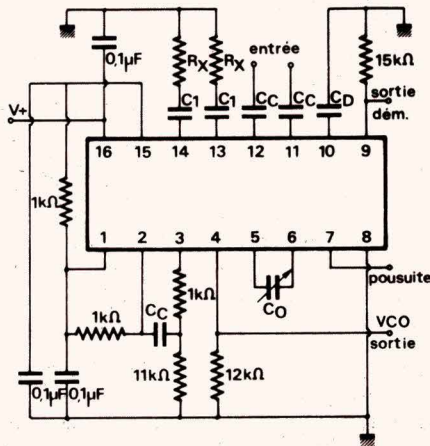 0,1µF
RX
RX
entrée
15kΩ
V+
C1
C1
CC
CC
CD
sortie
dém.
16 15 14 13 12 11 10 9
1kΩ
1 2 3 4 5 6 7 8
1kΩ
pousuite
1kΩ
CC
CO
VCO
sortie
11kΩ
12kΩ
0,1µF
0,1µF